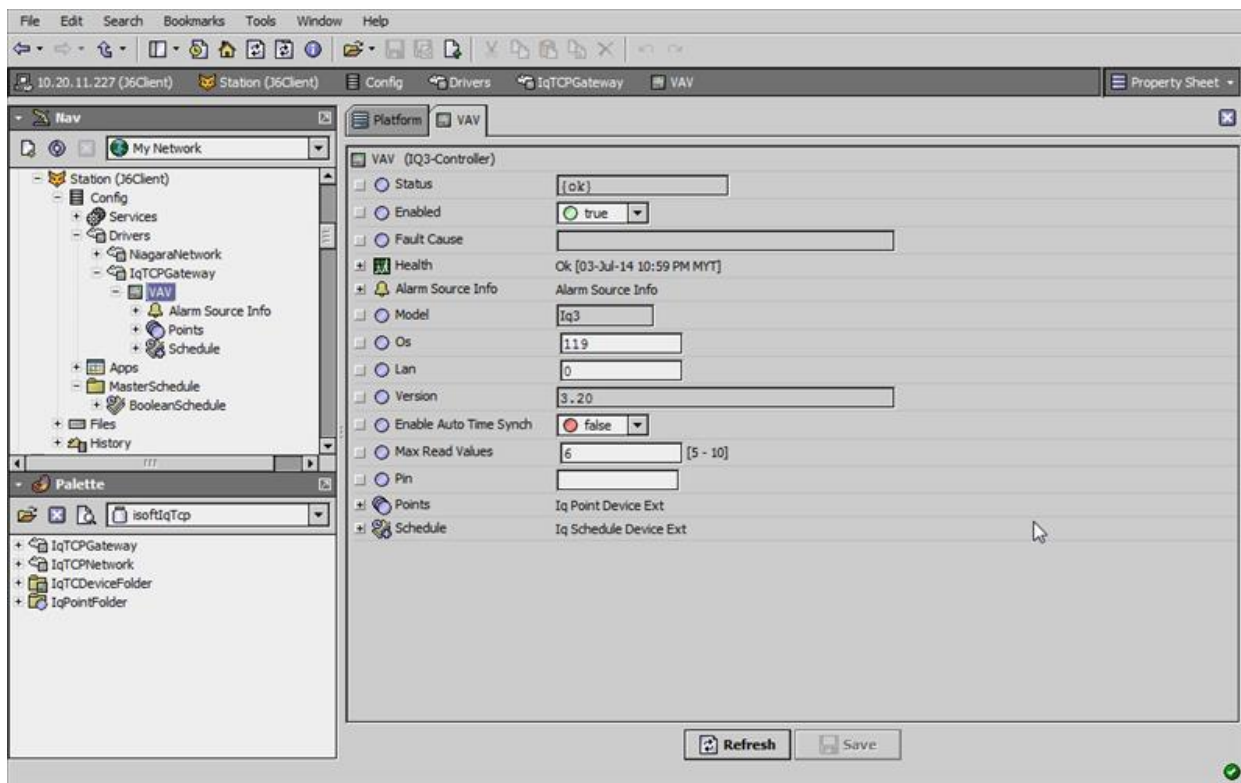 File Edit Search Bookmarks Tools Window Help
10.20.11.227 (J6Client) Station (J6Client) Config Drivers IqTCPGateway VAV Property Sheet
Nav
My Network
Station (J6Client)
Config
Services
Drivers
NiagaraNetwork
IqTCPGateway
VAV
Alarm Source Info
Points
Schedule
Apps
MasterSchedule
BooleanSchedule
Files
History
Palette
isoftIqTcp
IqTCPGateway
IqTCPNetwork
IqTCDeviceFolder
IqPointFolder
Platform VAV
VAV (IQ3-Controller)
Status {ok}
Enabled true
Fault Cause
Health Ok [03-Jul-14 10:59 PM MYT]
Alarm Source Info Alarm Source Info
Model Iq3
Os 119
Lan 0
Version 3.20
Enable Auto Time Synch false
Max Read Values 6 [5 - 10]
Pin
Points Iq Point Device Ext
Schedule Iq Schedule Device Ext
Refresh Save